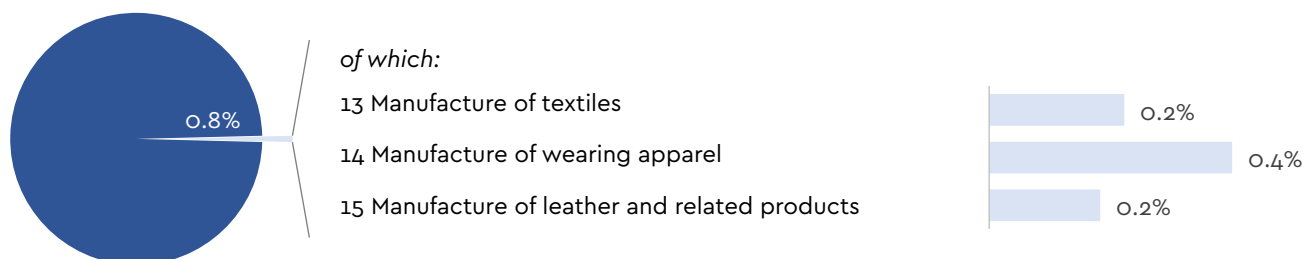 of which:
0.8%
13 Manufacture of textiles
0.2%
14 Manufacture of wearing apparel
0.4%
15 Manufacture of leather and related products
0.2%